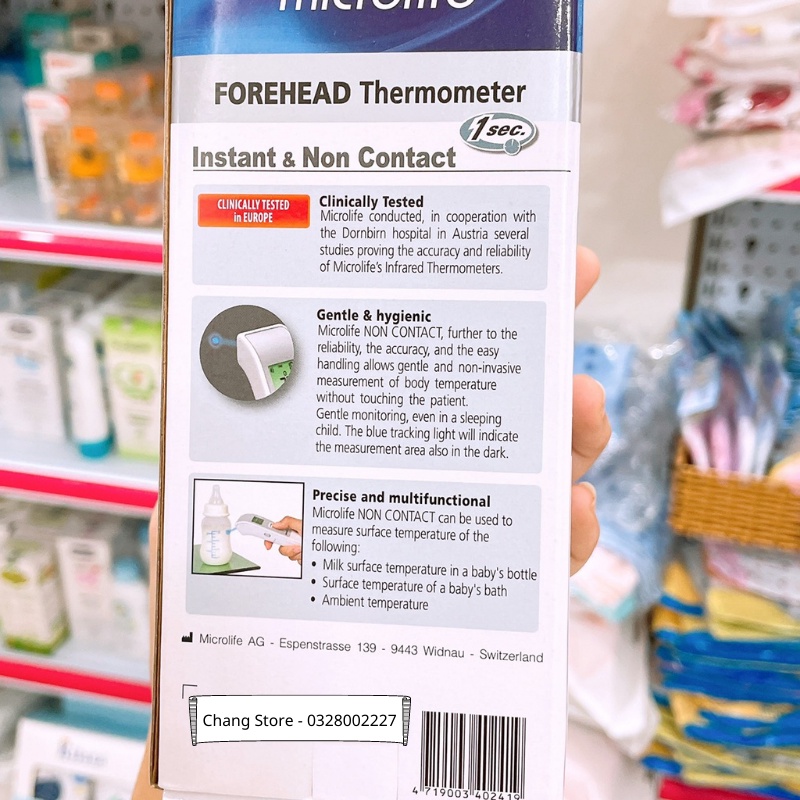 microlife
FOREHEAD Thermometer
1 sec.
Instant & Non Contact
CLINICALLY TESTED
in EUROPE
Clinically Tested
Microlife conducted, in cooperation with
the Dornbirn hospital in Austria several
studies proving the accuracy and reliability
of Microlife's Infrared Thermometers.
Gentle & hygienic
Microlife NON CONTACT, further to the
reliability, the accuracy, and the easy
handling allows gentle and non-invasive
measurement of body temperature
without touching the patient.
Gentle monitoring, even in a sleeping
child. The blue tracking light will indicate
the measurement area also in the dark.
Precise and multifunctional
Microlife NON CONTACT can be used to
measure surface temperature of the
following:
• Milk surface temperature in a baby's bottle
• Surface temperature of a baby's bath
• Ambient temperature
Microlife AG - Espenstrasse 139 - 9443 Widnau - Switzerland
Chang Store - 0328002227
4 719003 402419